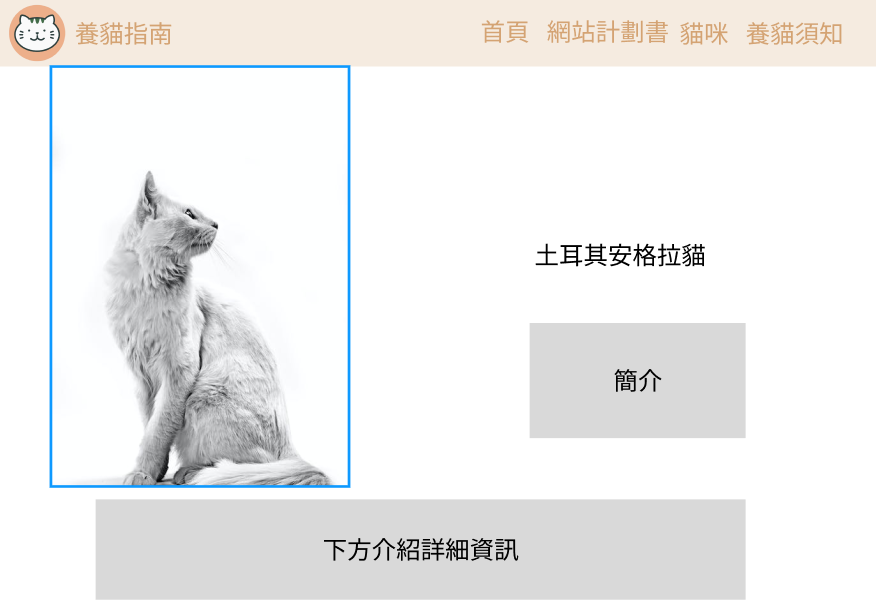 養貓指南
首頁 網站計劃書 貓咪 養貓須知
土耳其安格拉貓
簡介
下方介紹詳細資訊